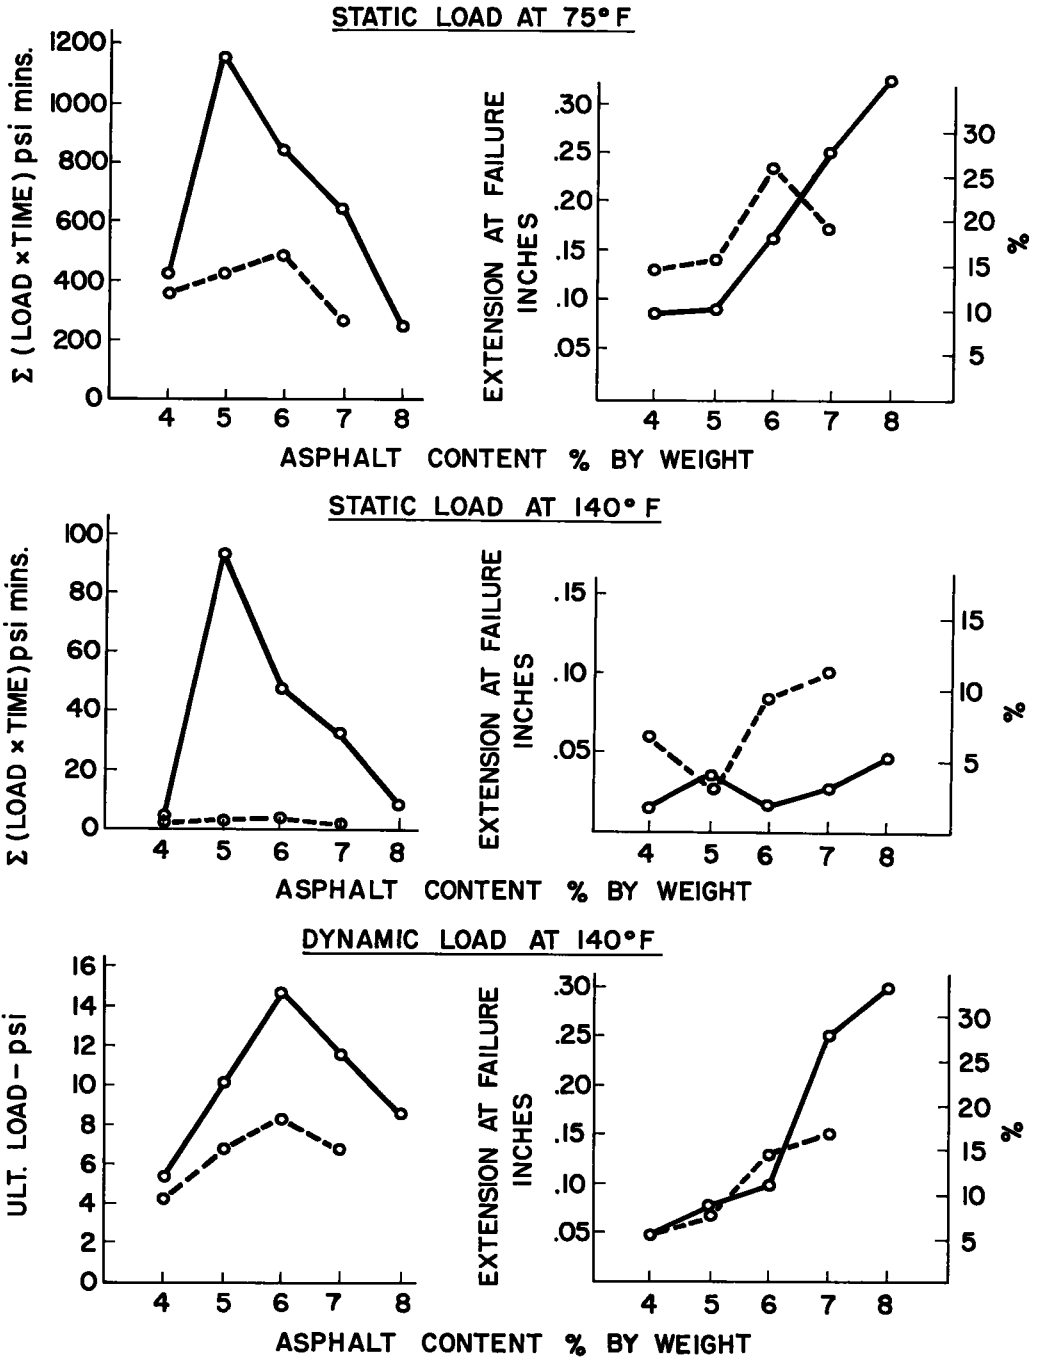 STATIC LOAD AT 75°F
Σ (LOAD × TIME) psi mins.
1200
1000
800
600
400
200
0
4 5 6 7 8
EXTENSION AT FAILURE
INCHES
.30
.25
.20
.15
.10
.05
4 5 6 7 8
30
25
20
15
10
5
%
ASPHALT CONTENT % BY WEIGHT
STATIC LOAD AT 140°F
Σ (LOAD × TIME) psi mins.
100
80
60
40
20
0
4 5 6 7 8
EXTENSION AT FAILURE
INCHES
.15
.10
.05
4 5 6 7 8
15
10
5
%
ASPHALT CONTENT % BY WEIGHT
DYNAMIC LOAD AT 140°F
ULT. LOAD - psi
16
14
12
10
8
6
4
2
0
4 5 6 7 8
EXTENSION AT FAILURE
INCHES
.30
.25
.20
.15
.10
.05
4 5 6 7 8
30
25
20
15
10
5
%
ASPHALT CONTENT % BY WEIGHT